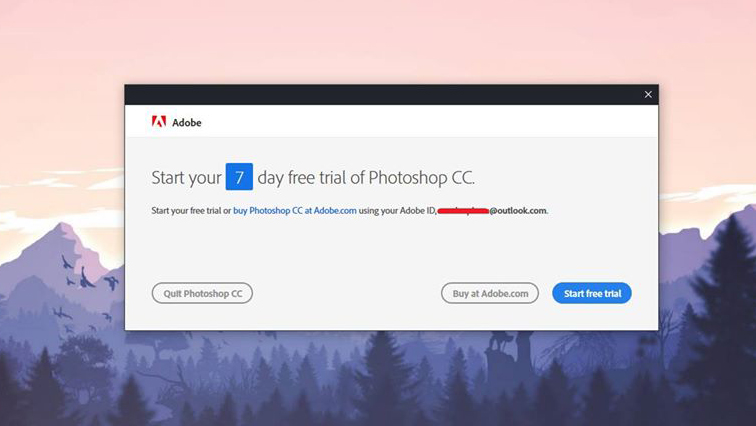 Adobe
Start your 7 day free trial of Photoshop CC.
Start your free trial or buy Photoshop CC at Adobe.com using your Adobe ID, @outlook.com.
Quit Photoshop CC
Buy at Adobe.com
Start free trial